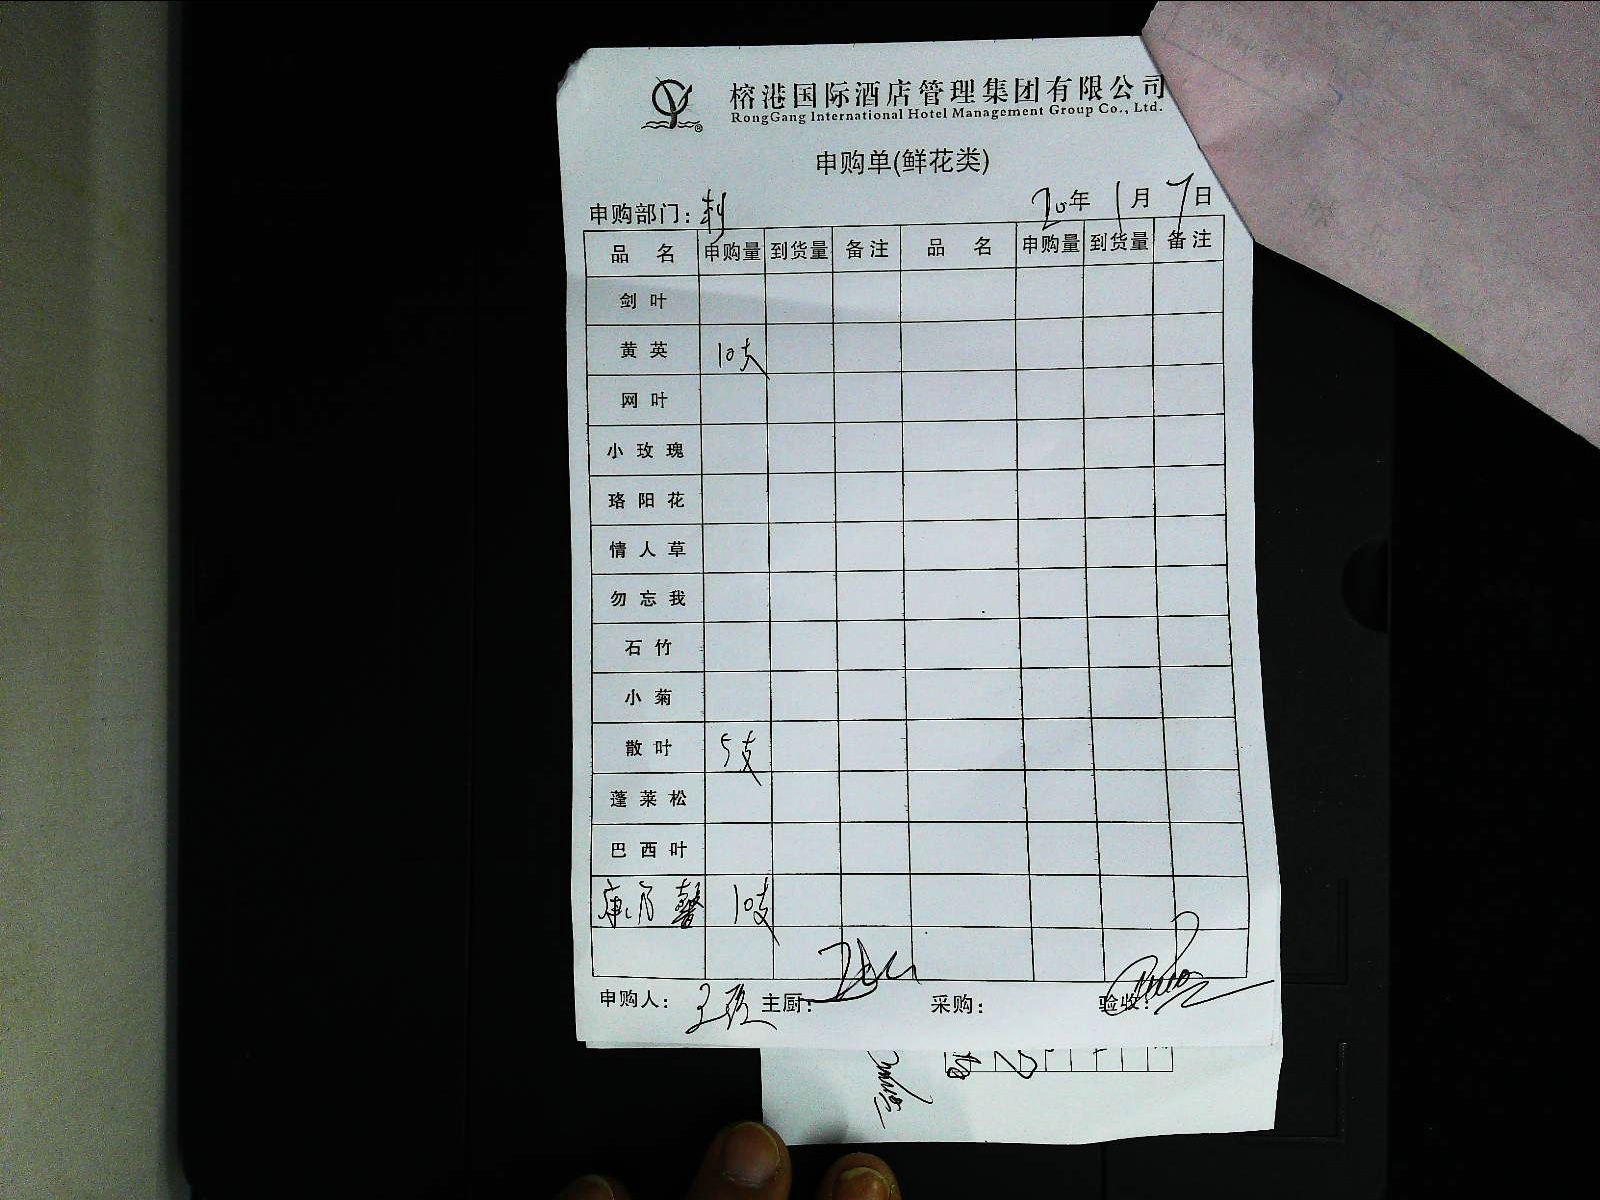 榕港国际酒店管理集团有限公司
RongGang International Hotel Management Group Co., Ltd.
申购单(鲜花类)
申购部门: 20年 1月 7日
品 名 申购量 到货量 备注 品 名 申购量 到货量 备注
剑叶
黄英 10支
网叶
小玫瑰
珞阳花
情人草
勿忘我
石竹
小菊
散叶 5支
蓬莱松
巴西叶
康乃馨 10支
申购人: 主厨: 采购: 验收: